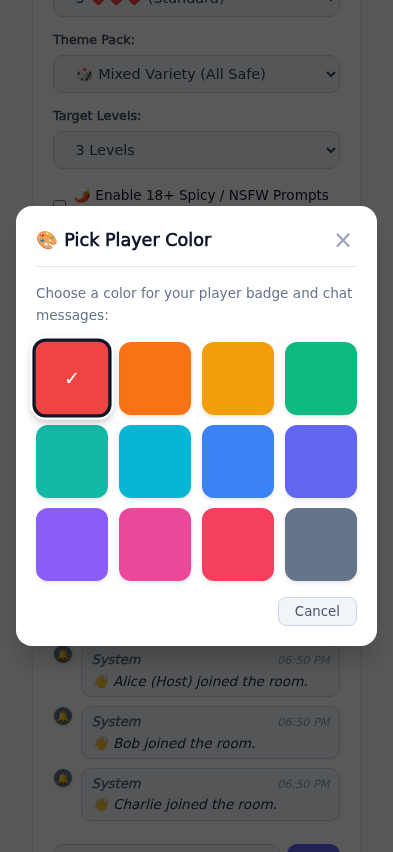 3 ❤️❤️❤️ (Standard)
Theme Pack:
🎲 Mixed Variety (All Safe)
Target Levels:
3 Levels
🌶️ Enable 18+ Spicy / NSFW Prompts
🎨 Pick Player Color
×
Choose a color for your player badge and chat
messages:
✓
Cancel
System 06:50 PM
👋 Alice (Host) joined the room.
System 06:50 PM
👋 Bob joined the room.
System 06:50 PM
👋 Charlie joined the room.